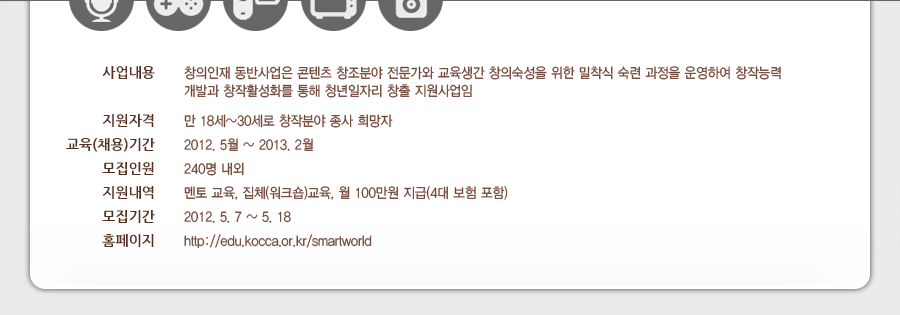 사업내용 창의인재 동반사업은 콘텐츠 창조분야 전문가와 교육생간 창의숙성을 위한 밀착식 숙련 과정을 운영하여 창작능력
개발과 창작활성화를 통해 청년일자리 창출 지원사업임
지원자격 만 18세~30세로 창작분야 종사 희망자
교육(채용)기간 2012. 5월 ~ 2013. 2월
모집인원 240명 내외
지원내역 멘토 교육, 집체(워크숍)교육, 월 100만원 지급(4대 보험 포함)
모집기간 2012. 5. 7 ~ 5. 18
홈페이지 http://edu.kocca.or.kr/smartworld